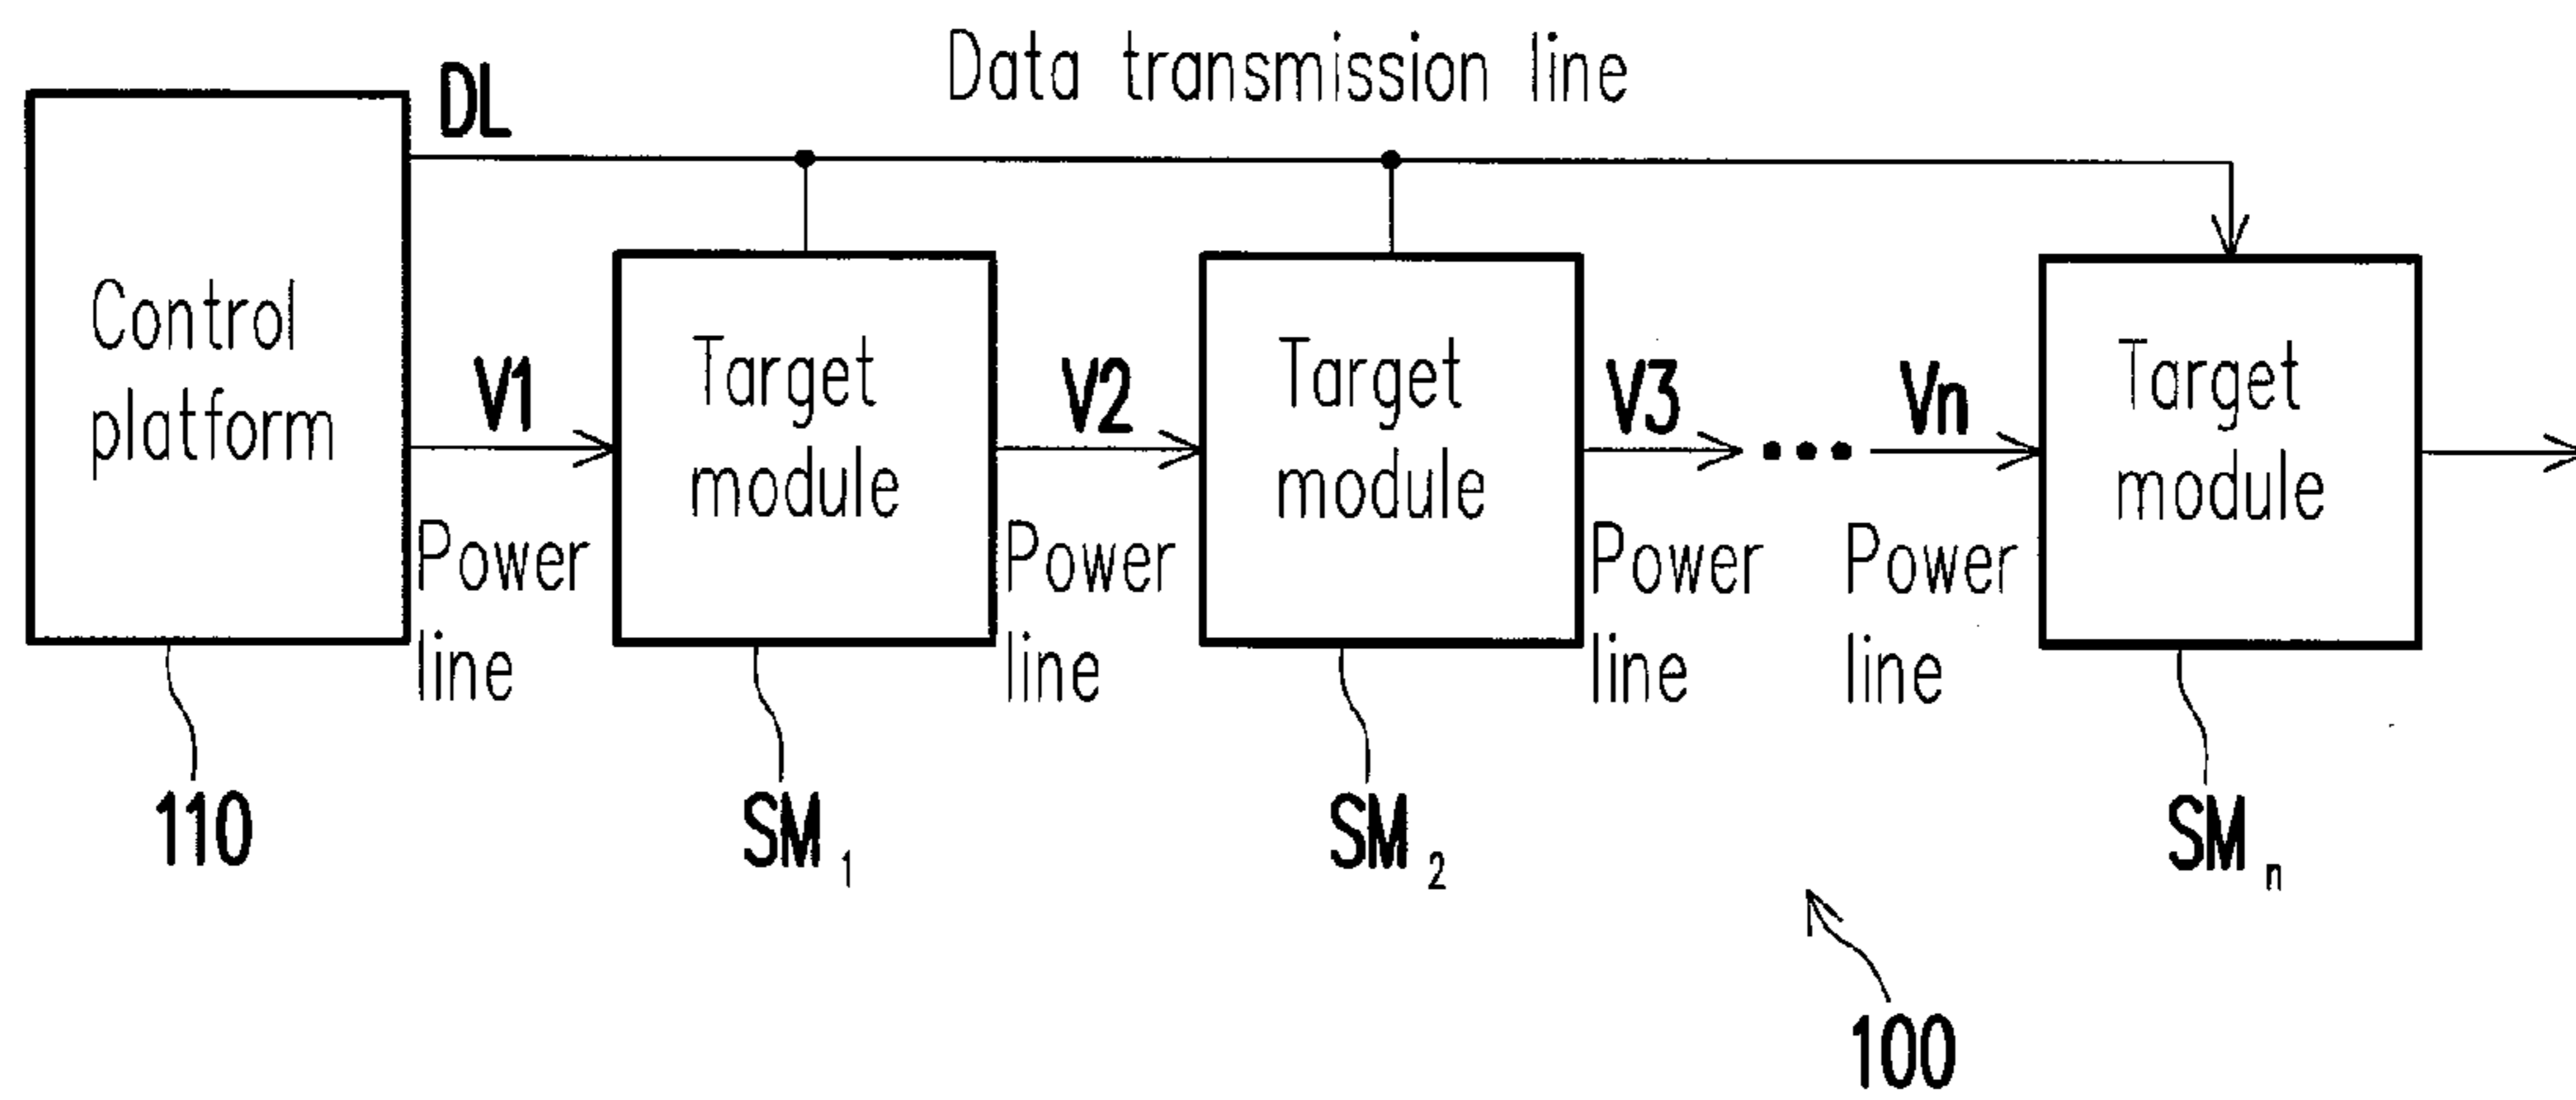 Data transmission line
DL
Control
platform
V1
Target
module
V2
Target
module
V3
Vn
Target
module
Power
line
Power
line
Power
line
Power
line
110
SM1
SM2
SMn
100